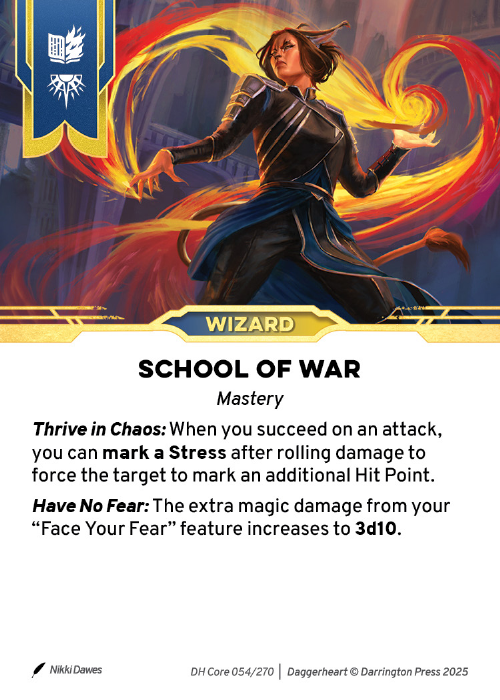 WIZARD
SCHOOL OF WAR
Mastery
Thrive in Chaos: When you succeed on an attack,
you can mark a Stress after rolling damage to
force the target to mark an additional Hit Point.
Have No Fear: The extra magic damage from your
“Face Your Fear” feature increases to 3d10.
Nikki Dawes
DH Core 054/270 | Daggerheart © Darrington Press 2025